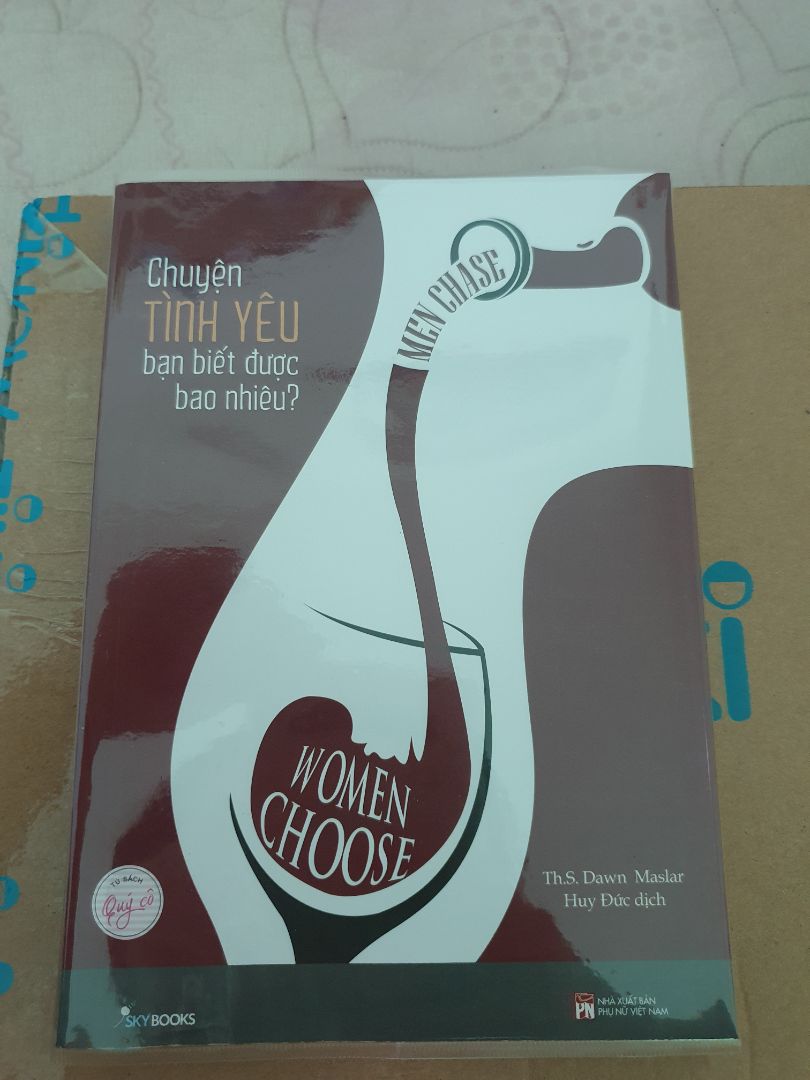 Chuyện
TÌNH YÊU
bạn biết được
bao nhiêu?
MEN CHASE
WOMEN
CHOOSE
Th.S. Dawn Maslar
Huy Đức dịch
TỦ SÁCH
Quý cô
SKYBOOKS
PN
NHÀ XUẤT BẢN
PHỤ NỮ VIỆT NAM